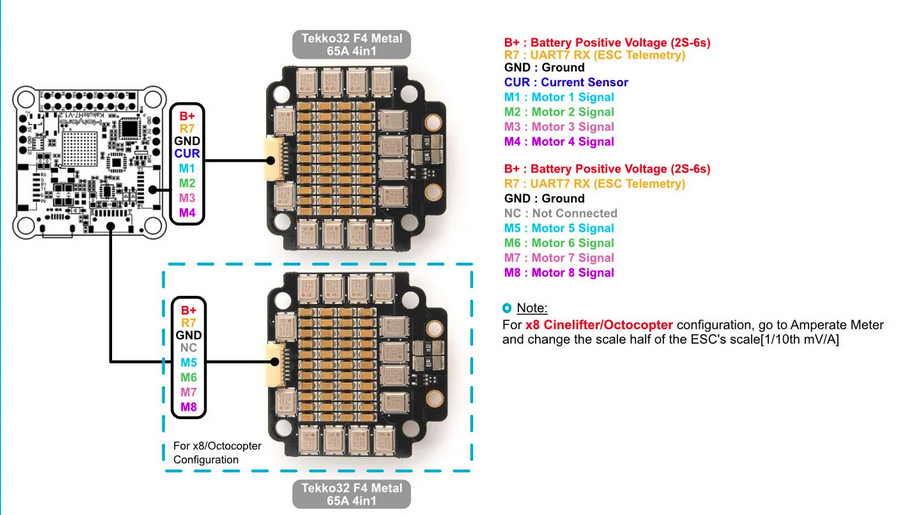 Tekko32 F4 Metal
65A 4in1
KakuteH7-V1.2
B+
R7
GND
CUR
M1
M2
M3
M4
B+
R7
GND
NC
M5
M6
M7
M8
For x8/Octocopter
Configuration
Tekko32 F4 Metal
65A 4in1
B+ : Battery Positive Voltage (2S-6s)
R7 : UART7 RX (ESC Telemetry)
GND : Ground
CUR : Current Sensor
M1 : Motor 1 Signal
M2 : Motor 2 Signal
M3 : Motor 3 Signal
M4 : Motor 4 Signal
B+ : Battery Positive Voltage (2S-6s)
R7 : UART7 RX (ESC Telemetry)
GND : Ground
NC : Not Connected
M5 : Motor 5 Signal
M6 : Motor 6 Signal
M7 : Motor 7 Signal
M8 : Motor 8 Signal
Note:
For x8 Cinelifter/Octocopter configuration, go to Amperate Meter
and change the scale half of the ESC's scale[1/10th mV/A]